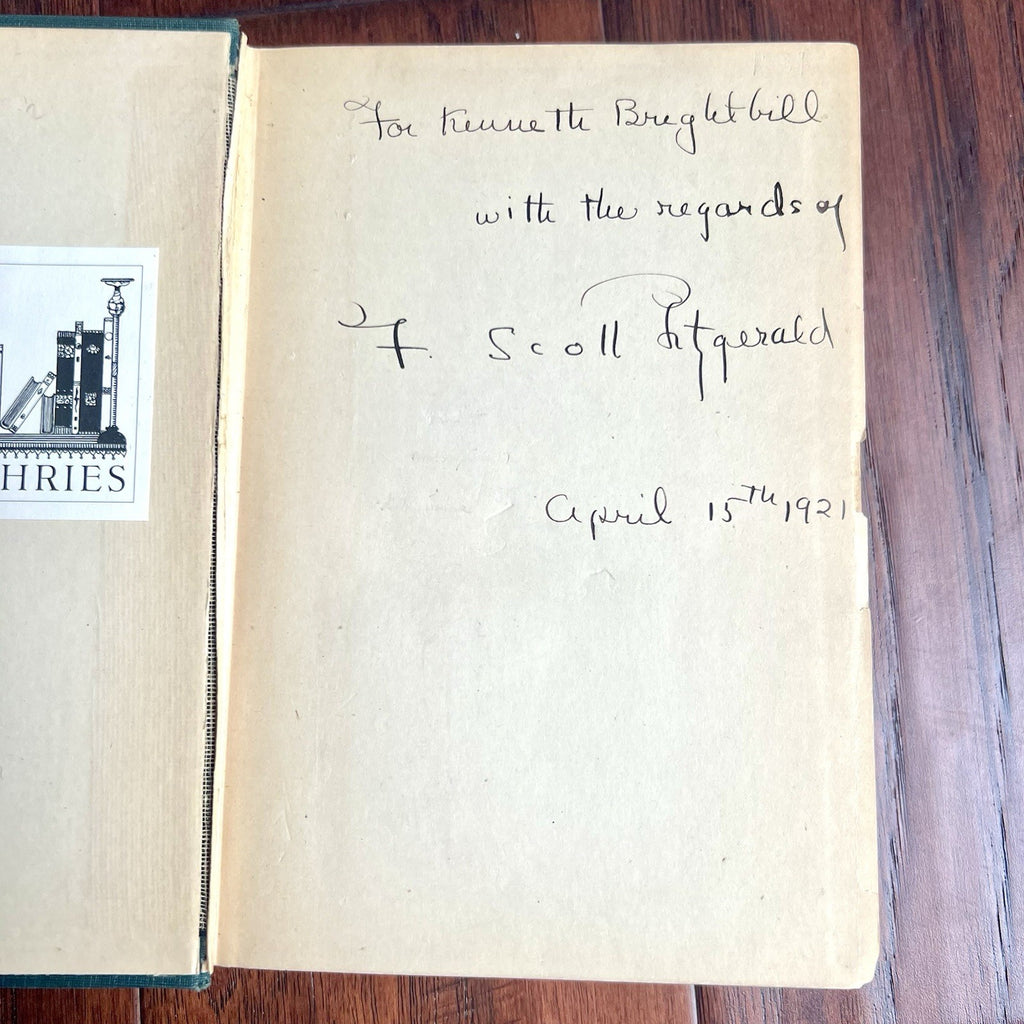 For Kenneth Brightbill
with the regards of
F. Scott Fitzgerald
April 15th 1921
HRIES